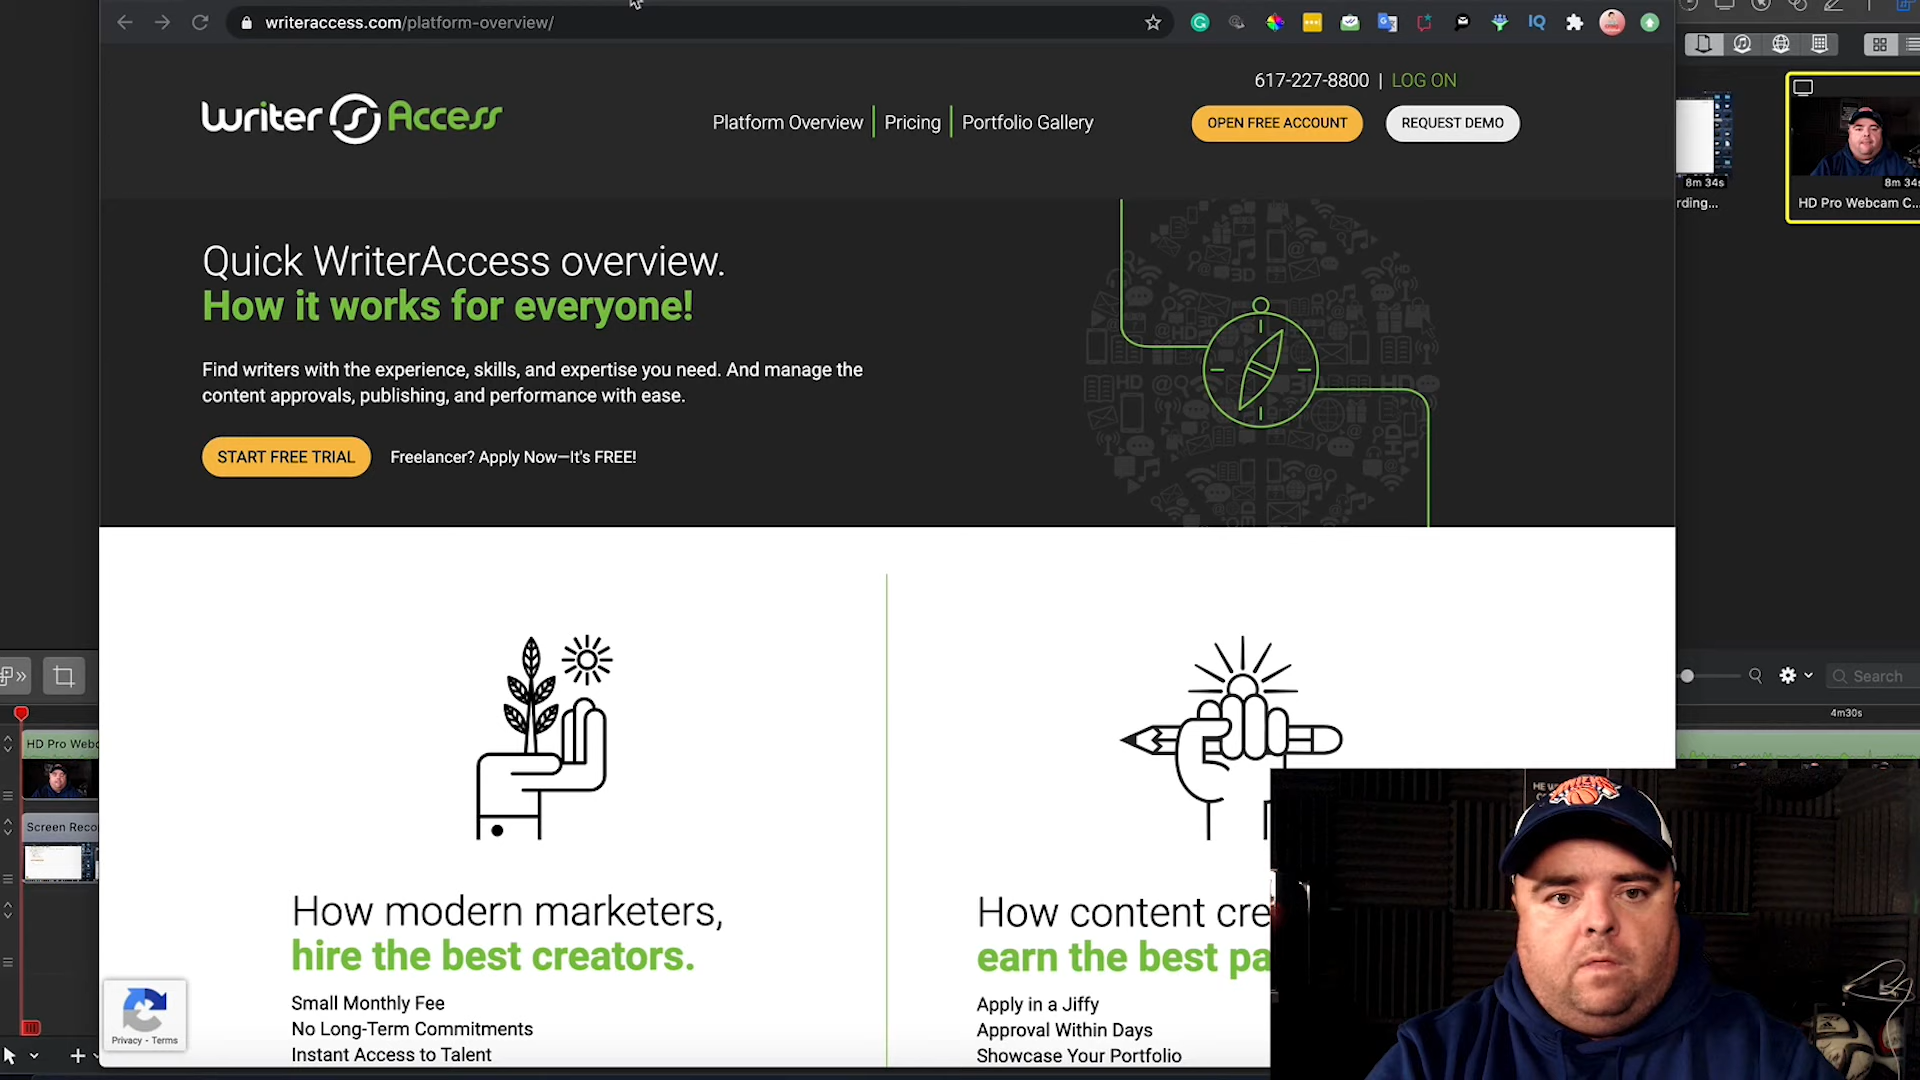 writeraccess.com/platform-overview/
IQ
617-227-8800 | LOG ON
writer Access
Platform Overview
Pricing
Portfolio Gallery
OPEN FREE ACCOUNT
REQUEST DEMO
8m 34s
8m 34s
rding...
HD Pro Webcam C...
Quick WriterAccess overview.
How it works for everyone!
Find writers with the experience, skills, and expertise you need. And manage the
content approvals, publishing, and performance with ease.
START FREE TRIAL
Freelancer? Apply Now—It's FREE!
Search
4m30s
HD Pro Webc
Screen Reco
How modern marketers,
hire the best creators.
Small Monthly Fee
No Long-Term Commitments
Instant Access to Talent
How content cre
earn the best pa
Apply in a Jiffy
Approval Within Days
Showcase Your Portfolio
Privacy - Terms